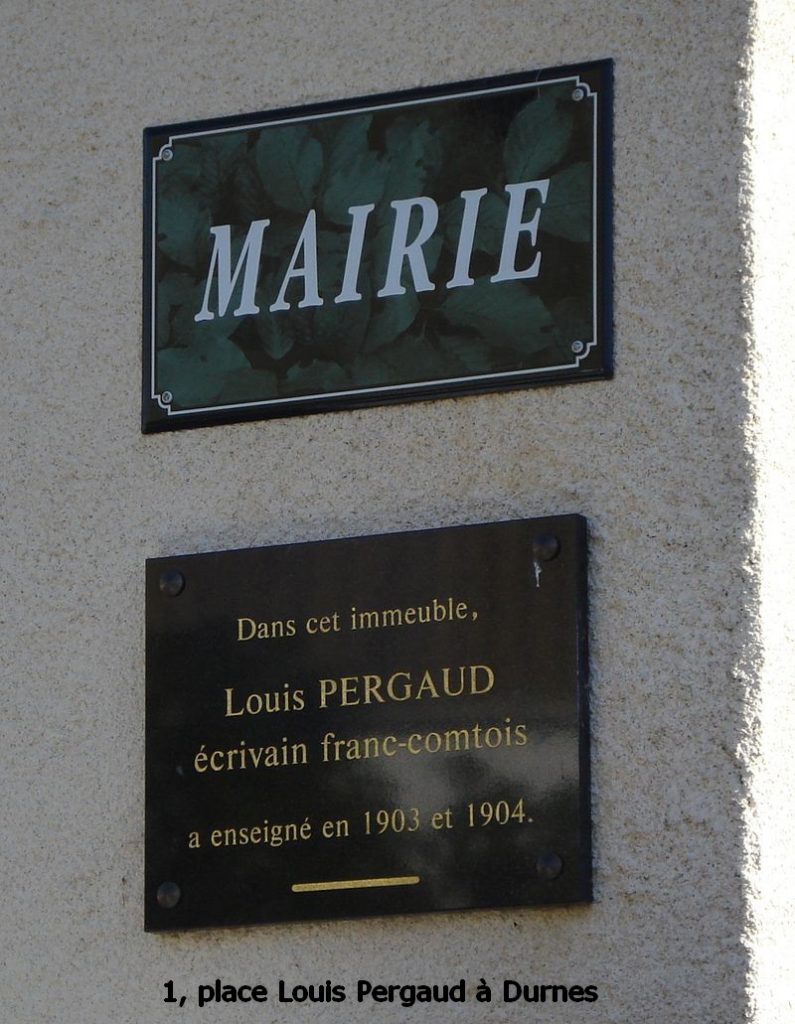 MAIRIE
Dans cet immeuble,
Louis PERGAUD
écrivain franc-comtois
a enseigné en 1903 et 1904.
1, place Louis Pergaud à Durnes